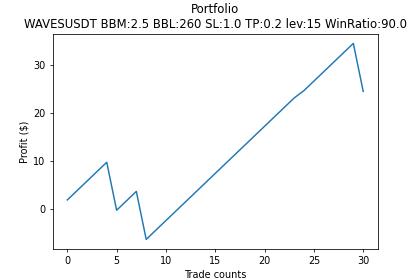 Portfolio
WAVESUSDT BBM:2.5 BBL:260 SL:1.0 TP:0.2 lev:15 WinRatio:90.0
30
20
10
0
Profit ($)
0 5 10 15 20 25 30
Trade counts